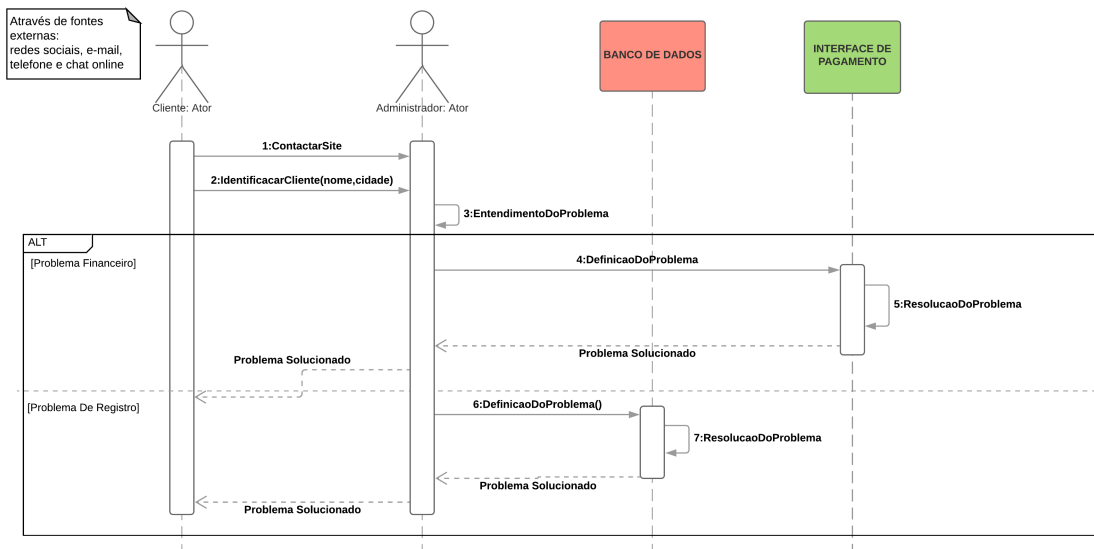 Através de fontes
externas:
redes sociais, e-mail,
telefone e chat online
Cliente: Ator
Administrador: Ator
BANCO DE DADOS
INTERFACE DE
PAGAMENTO
1:ContactarSite
2:IdentificacarCliente(nome,cidade)
3:EntendimentoDoProblema
ALT
[Problema Financeiro]
4:DefinicaoDoProblema
5:ResolucaoDoProblema
Problema Solucionado
Problema Solucionado
[Problema De Registro]
6:DefinicaoDoProblema()
7:ResolucaoDoProblema
Problema Solucionado
Problema Solucionado